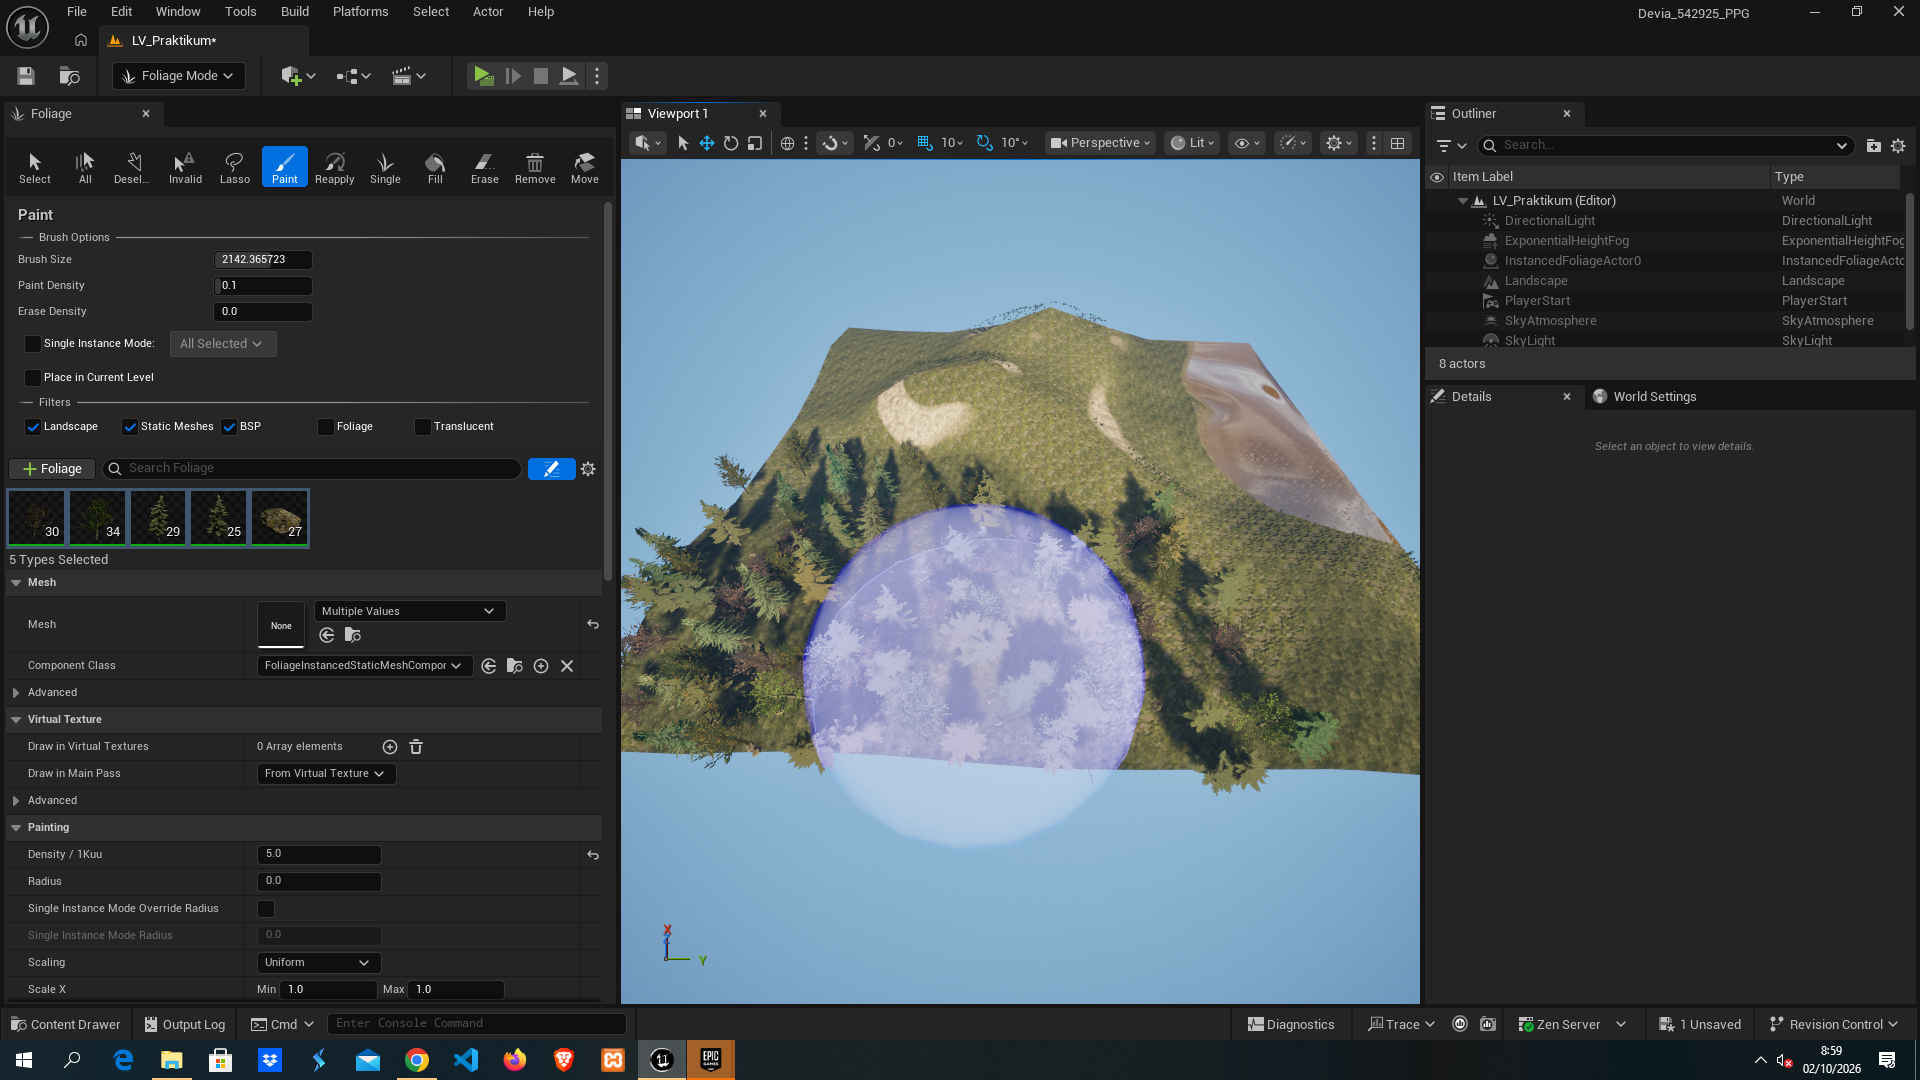 File Edit Window Tools Build Platforms Select Actor Help
Devia_542925_PPG
LV_Praktikum*
Foliage Mode
Foliage
Select All Desel... Invalid Lasso Paint Reapply Single Fill Erase Remove Move
Paint
Brush Options
Brush Size 2142.365723
Paint Density 0.1
Erase Density 0.0
Single Instance Mode: All Selected
Place in Current Level
Filters
Landscape Static Meshes BSP Foliage Translucent
Foliage Search Foliage
30 34 29 25 27
5 Types Selected
Mesh
Mesh None Multiple Values
Component Class FoliageInstancedStaticMeshCompor
Advanced
Virtual Texture
Draw in Virtual Textures 0 Array elements
Draw in Main Pass From Virtual Texture
Advanced
Painting
Density / 1Kuu 5.0
Radius 0.0
Single Instance Mode Override Radius
Single Instance Mode Radius 0.0
Scaling Uniform
Scale X Min 1.0 Max 1.0
Viewport 1
0 10 10° Perspective Lit
X
Z
Y
Outliner
Search...
Item Label Type
LV_Praktikum (Editor) World
DirectionalLight DirectionalLight
ExponentialHeightFog ExponentialHeightFog
InstancedFoliageActor0 InstancedFoliageActo
Landscape Landscape
PlayerStart PlayerStart
SkyAtmosphere SkyAtmosphere
SkyLight SkyLight
8 actors
Details World Settings
Select an object to view details.
Content Drawer Output Log Cmd Enter Console Command
Diagnostics Trace Zen Server 1 Unsaved Revision Control
EPIC GAMES
8:59
02/10/2026